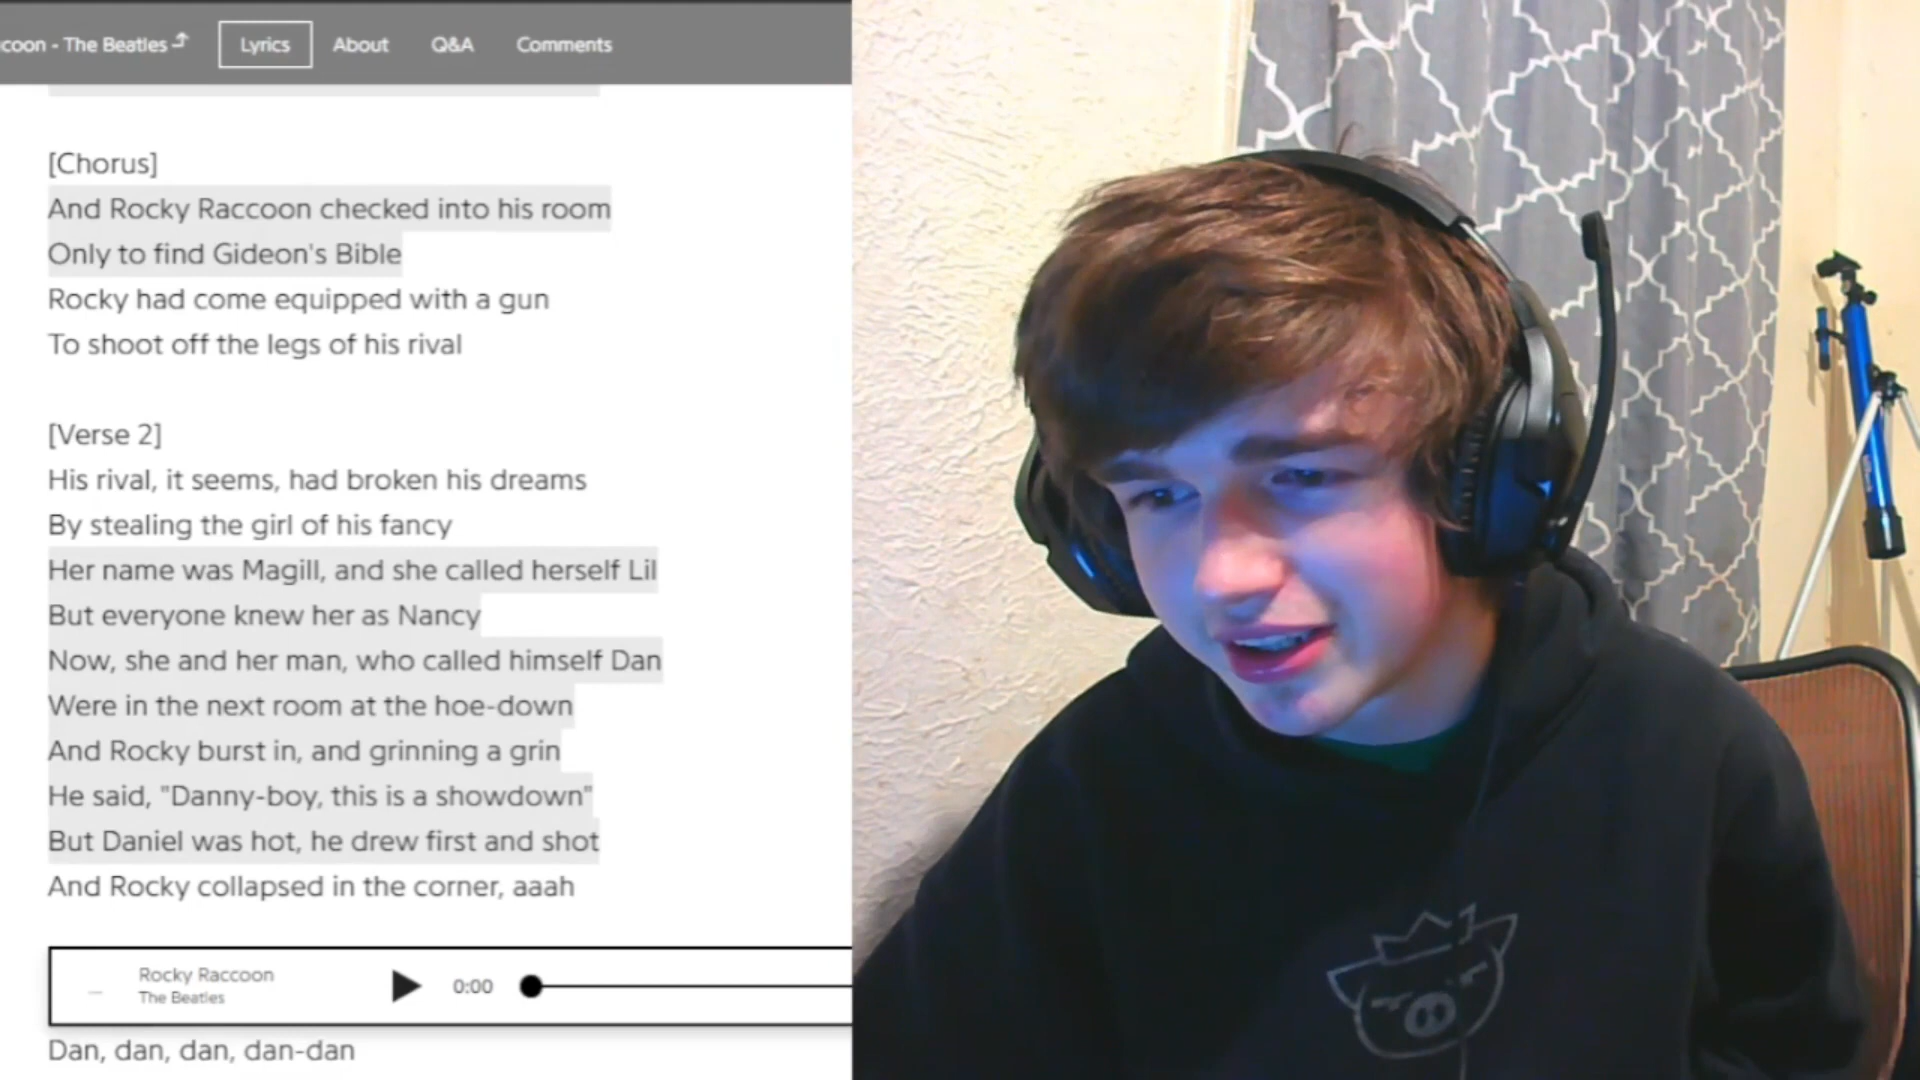 coon - The Beatles
Lyrics
About
Q&A
Comments
[Chorus]
And Rocky Raccoon checked into his room
Only to find Gideon's Bible
Rocky had come equipped with a gun
To shoot off the legs of his rival
[Verse 2]
His rival, it seems, had broken his dreams
By stealing the girl of his fancy
Her name was Magill, and she called herself Lil
But everyone knew her as Nancy
Now, she and her man, who called himself Dan
Were in the next room at the hoe-down
And Rocky burst in, and grinning a grin
He said, "Danny-boy, this is a showdown"
But Daniel was hot, he drew first and shot
And Rocky collapsed in the corner, aaah
Rocky Raccoon
The Beatles
0:00
Dan, dan, dan, dan-dan